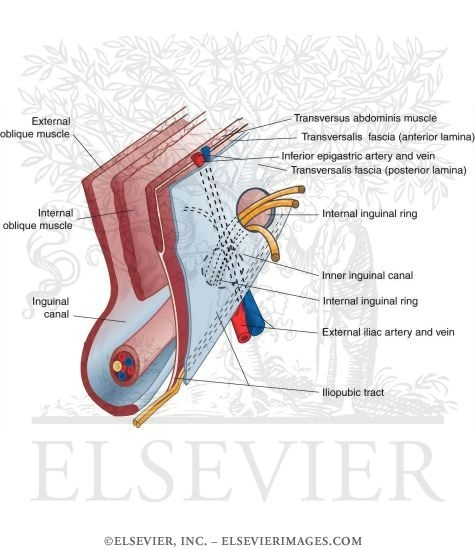 External
oblique muscle
Internal
oblique muscle
Inguinal
canal
Transversus abdominis muscle
Transversalis fascia (anterior lamina)
Inferior epigastric artery and vein
Transversalis fascia (posterior lamina)
Internal inguinal ring
Inner inguinal canal
Internal inguinal ring
External iliac artery and vein
Iliopubic tract
ELSEVIER
©ELSEVIER, INC. – ELSEVIERIMAGES.COM